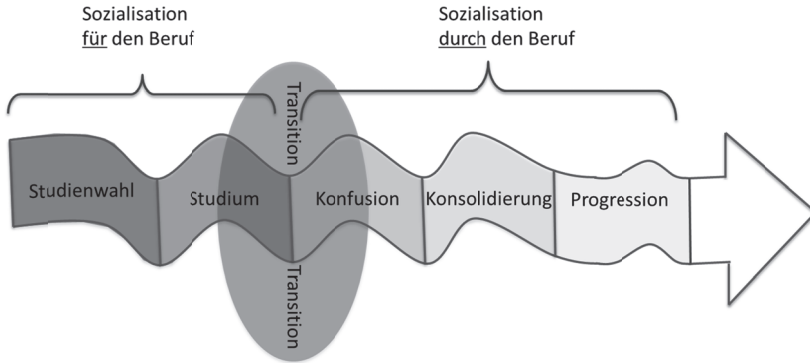 Sozialisation
für den Beruf
Sozialisation
durch den Beruf
Transition
Studienwahl
Studium
Konfusion
Konsolidierung
Progression
Transition